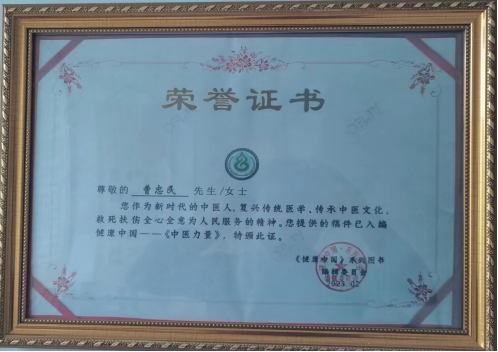 荣誉证书
尊敬的 曹忠民 先生/女士
您作为新时代的中医人,复兴传统医学、传承中医文化,
救死扶伤全心全意为人民服务的精神。您提供的稿件已入编
健康中国——《中医力量》,特颁此证。
《健康中国》系列图书
编辑委员会